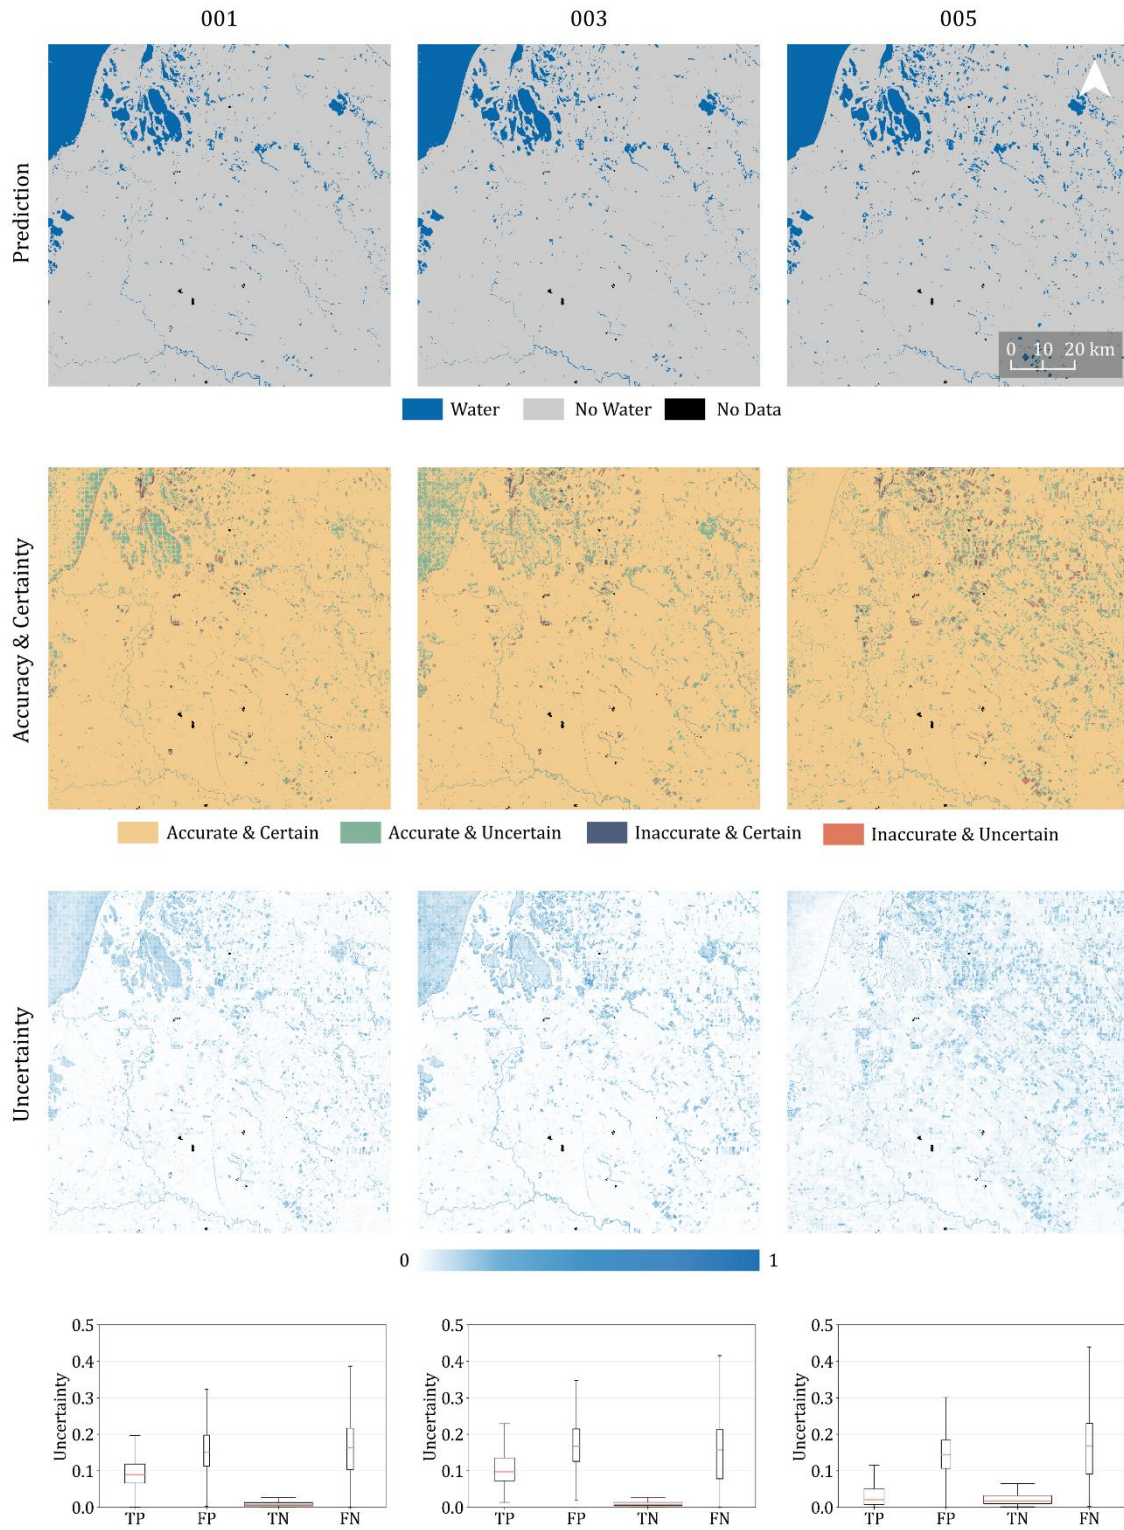 001 003 005
Prediction
0 10 20 km
Water No Water No Data
Accuracy & Certainty
Accurate & Certain Accurate & Uncertain Inaccurate & Certain Inaccurate & Uncertain
Uncertainty
0 1
0.5 0.5 0.5
0.4 0.4 0.4
0.3 0.3 0.3
0.2 0.2 0.2
0.1 0.1 0.1
0.0 0.0 0.0
Uncertainty Uncertainty Uncertainty
TP FP TN FN TP FP TN FN TP FP TN FN